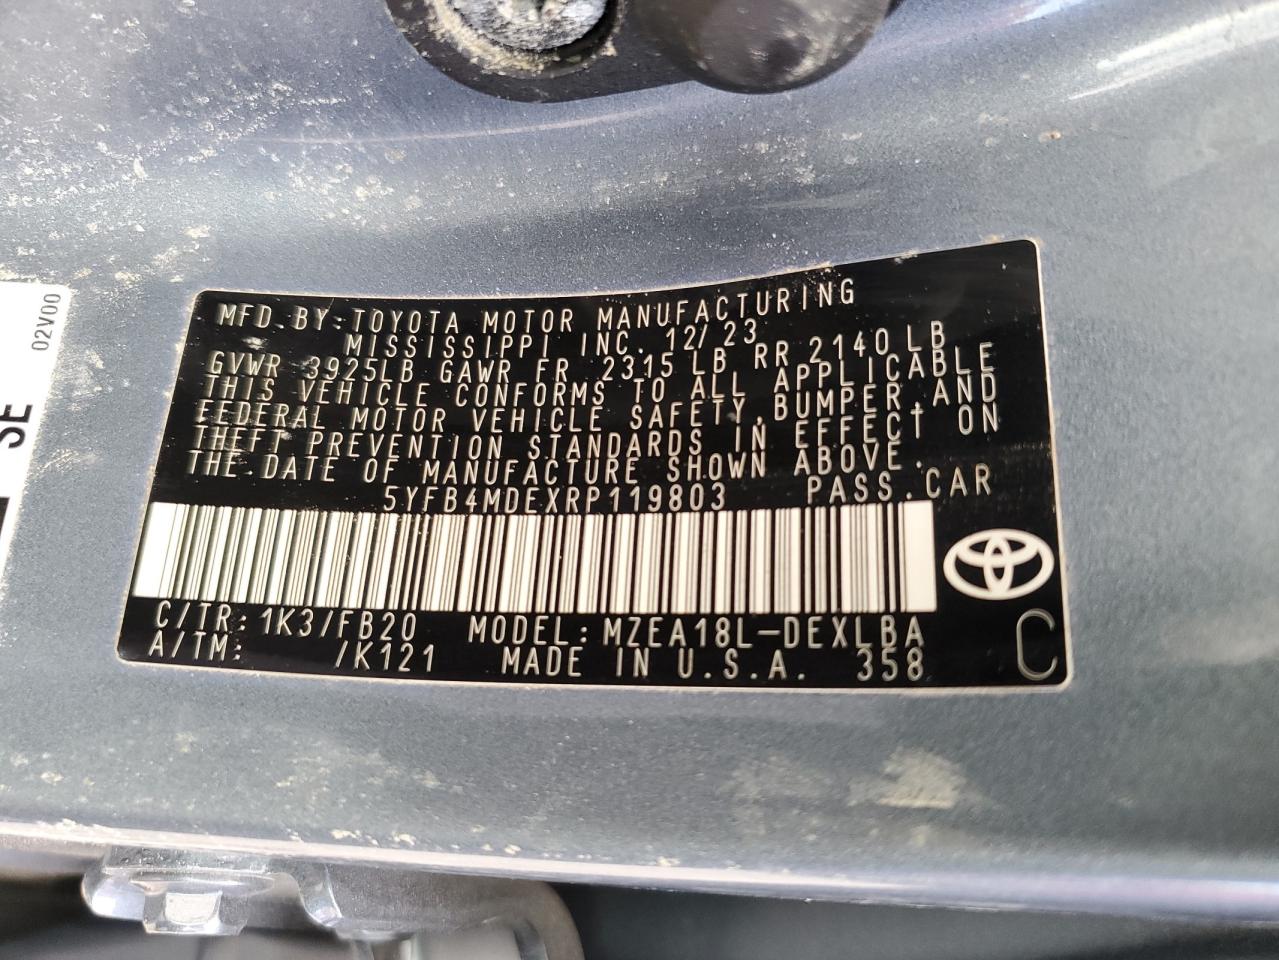 MFD. BY: TOYOTA MOTOR MANUFACTURING
MISSISSIPPI INC. 12/23
GVWR 3925LB GAWR FR 2315 LB RR 2140 LB
THIS VEHICLE CONFORMS TO ALL APPLICABLE
FEDERAL MOTOR VEHICLE SAFETY, BUMPER, AND
THEFT PREVENTION STANDARDS IN EFFECT ON
THE DATE OF MANUFACTURE SHOWN ABOVE.
5YFB4MDEXRP119803 PASS. CAR
C/TR: 1K3/FB20 MODEL: MZEA18L-DEXLBA
A/TM: /K121 MADE IN U.S.A. 358
C
02V00
SE